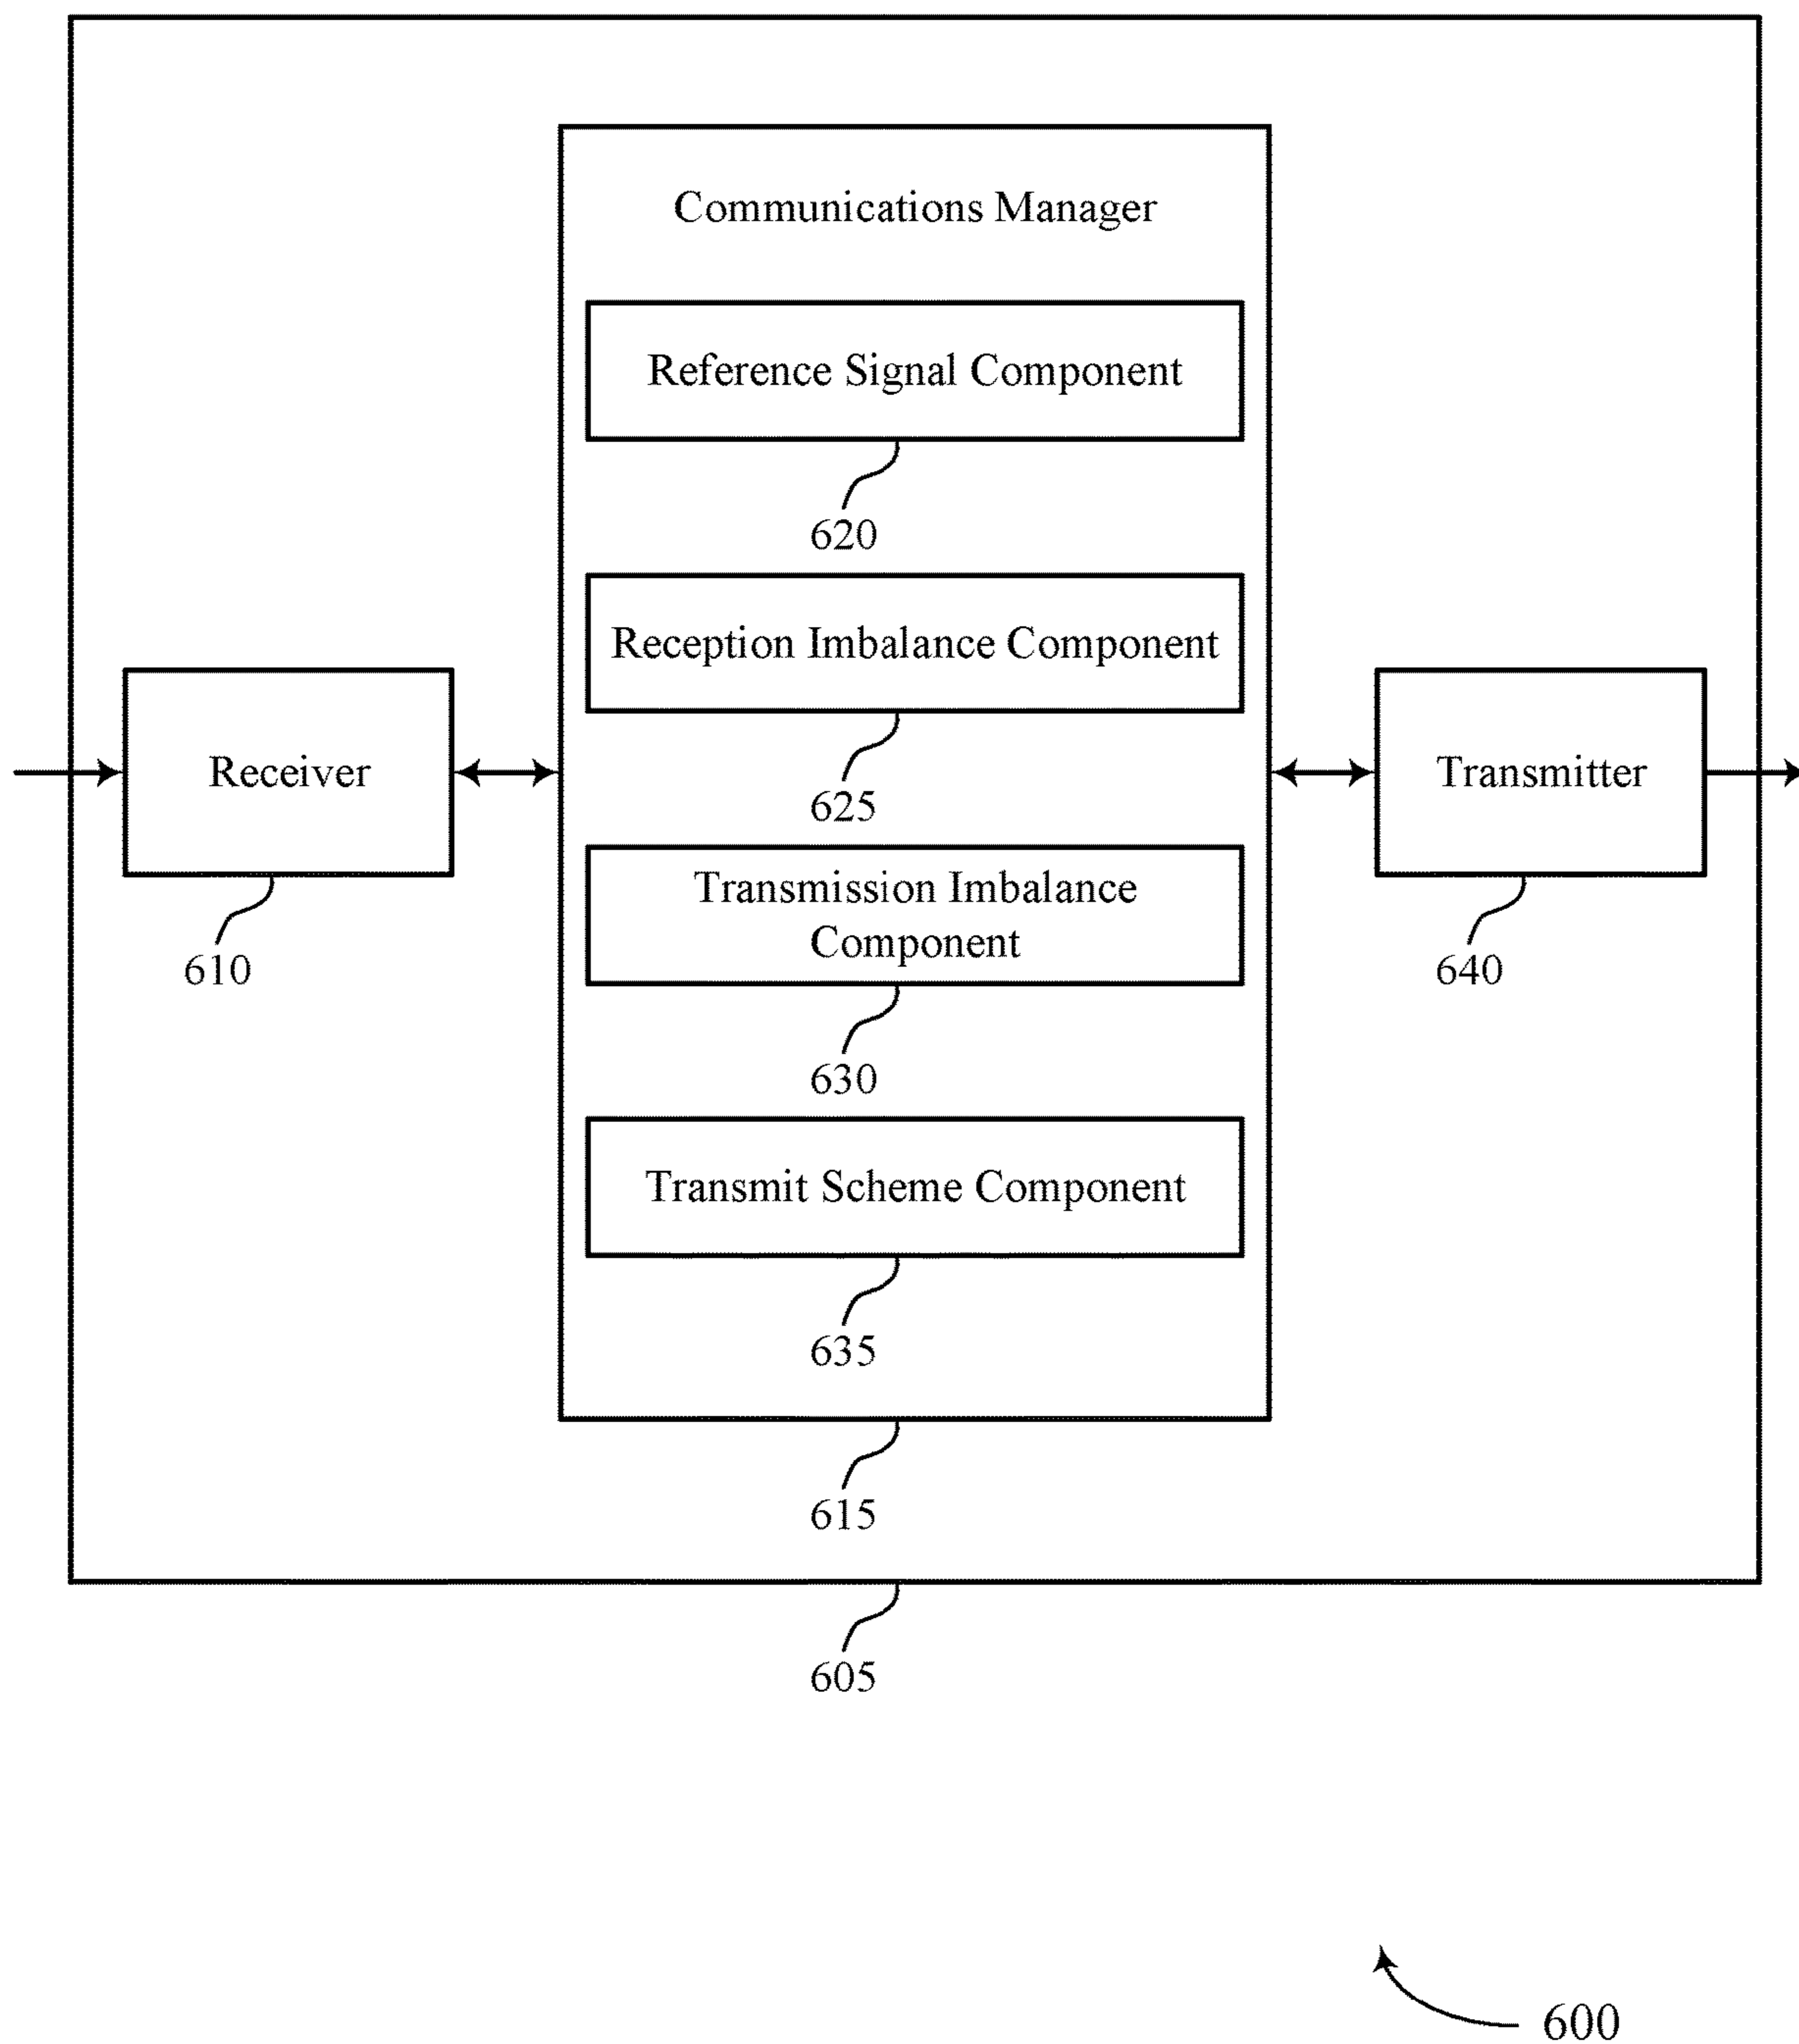 Communications Manager
Reference Signal Component
620
Reception Imbalance Component
625
Receiver
610
Transmission Imbalance
Component
630
Transmitter
640
Transmit Scheme Component
635
615
605
600